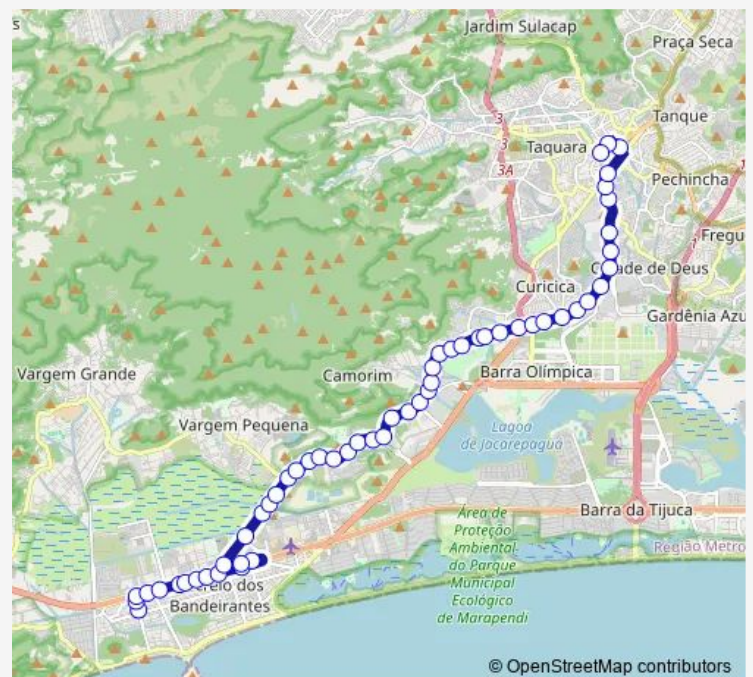 Jardim Sulacap
Praça Seca
3
Tanque
3
Taquara
3A
Pechincha
1
Cidade de Deus
Curicica
Gardênia Azu
Vargem Grande
Camorim
Barra Olímpica
Vargem Pequena
Lagoa
de Jacarepaguá
Área de
Proteção
Ambiental
do Parque
Municipal
Ecológico
de Marapendi
Barra da Tijuca
Região Metro
Bandeirantes
© OpenStreetMap contributors